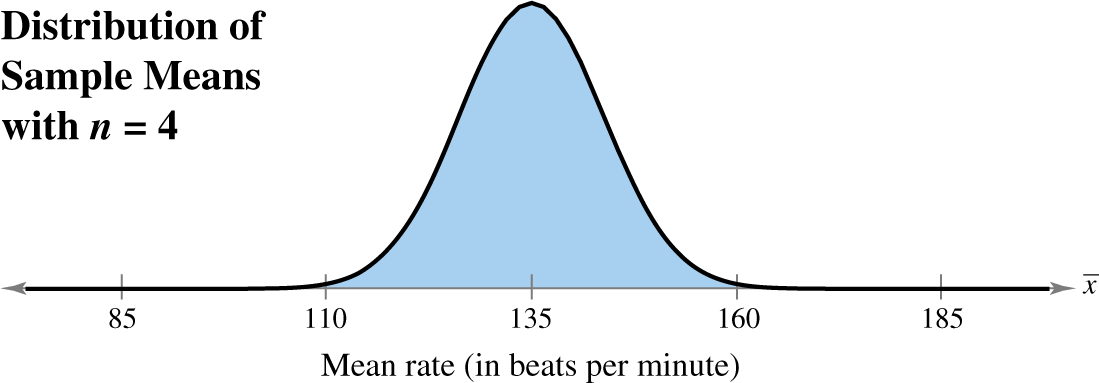 Distribution of
Sample Means
with n = 4
x̅
85 110 135 160 185
Mean rate (in beats per minute)